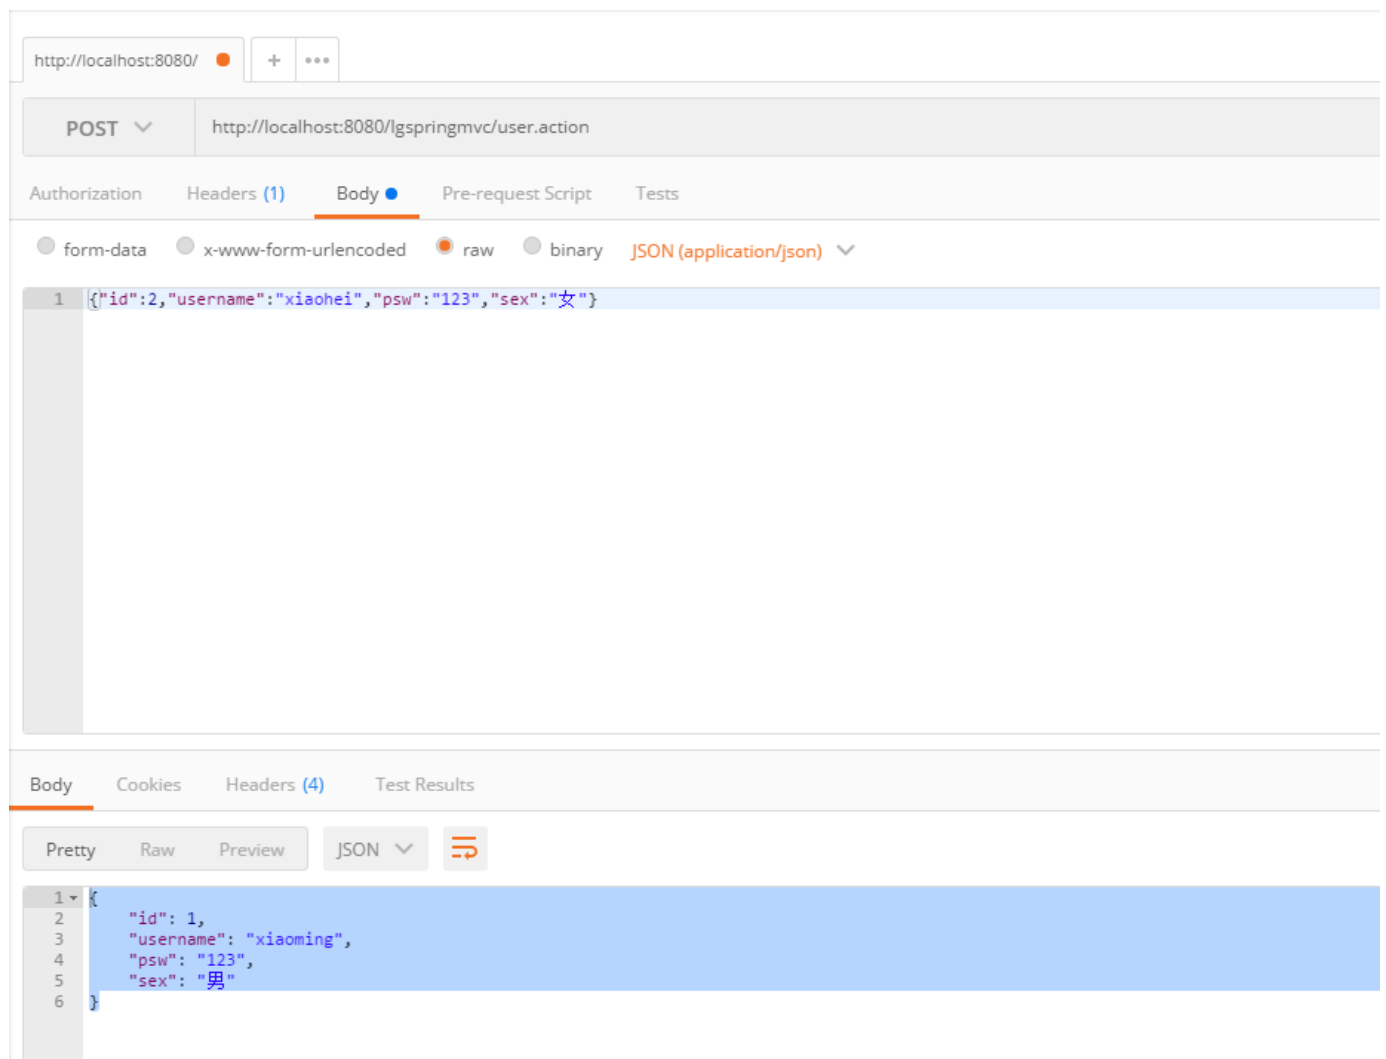 http://localhost:8080/
+ •••
POST http://localhost:8080/lgspringmvc/user.action
Authorization Headers (1) Body Pre-request Script Tests
form-data x-www-form-urlencoded raw binary JSON (application/json)
1 {"id":2,"username":"xiaohei","psw":"123","sex":"女"}
Body Cookies Headers (4) Test Results
Pretty Raw Preview JSON
1 {
2 "id": 1,
3 "username": "xiaoming",
4 "psw": "123",
5 "sex": "男"
6 }